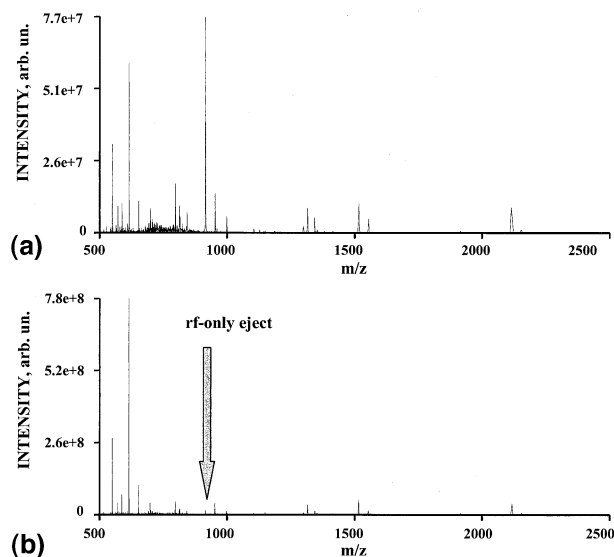 7.7e+7
5.1e+7
2.6e+7
0
INTENSITY, arb. un.
(a)
500 1000 1500 2000 2500
m/z
7.8e+8
5.2e+8
2.6e+8
0
INTENSITY, arb. un.
rf-only eject
(b)
500 1000 1500 2000 2500
m/z